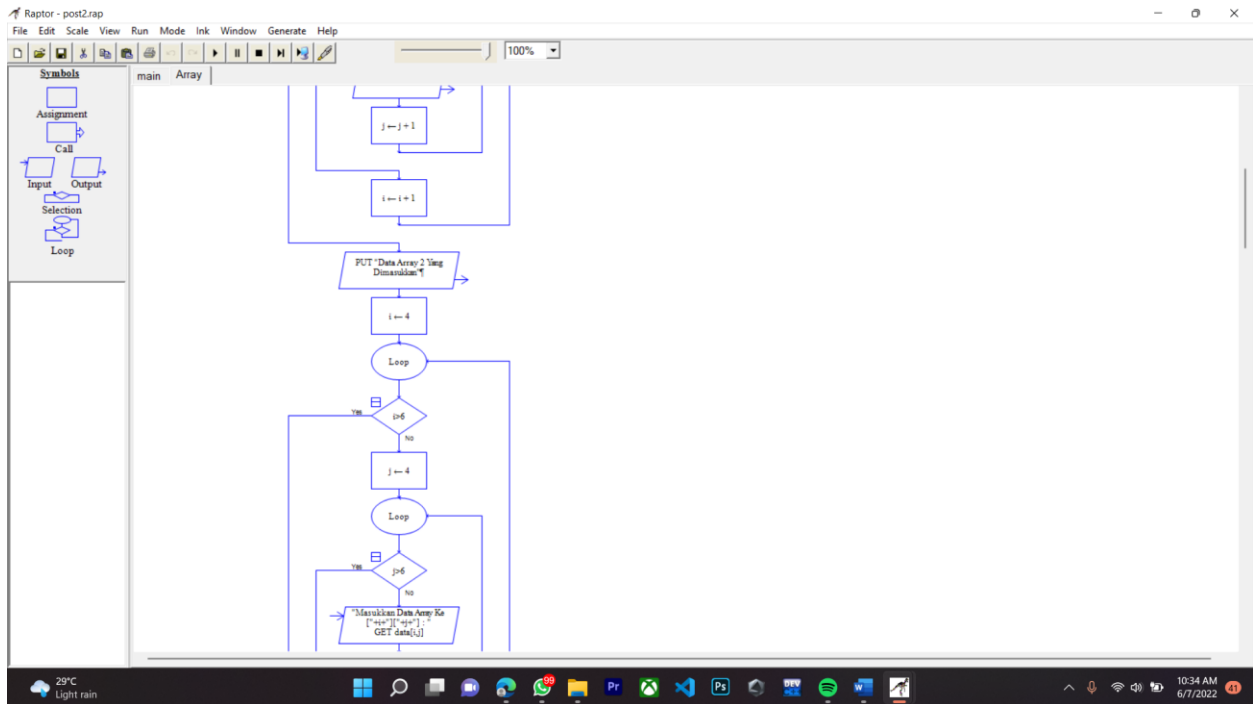 Raptor - post2.rap
File Edit Scale View Run Mode Ink Window Generate Help
100%
Symbols
Assignment
Call
Input Output
Selection
Loop
main Array
j ← j + 1
i ← i + 1
PUT "Data Array 2 Yang
Dimasukkan"¶
i ← 4
Loop
i>6
Yes
No
j ← 4
Loop
j>6
Yes
No
"Masukkan Data Array Ke
["+i+"]["+j+"] : "
GET data[i,j]
29°C
Light rain
99
Pr
Ps
DEV
10:34 AM
6/7/2022
41